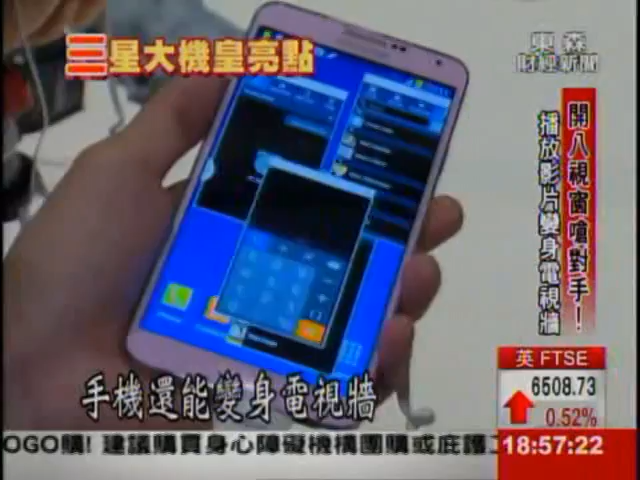 三星大機皇亮點
東森
財經新聞
開八視窗嗆對手!
播放影片變身電視牆
手機還能變身電視牆
英 FTSE
6508.73
0.52%
OGO購! 建議購買身心障礙機構團購或庇護工
18:57:22